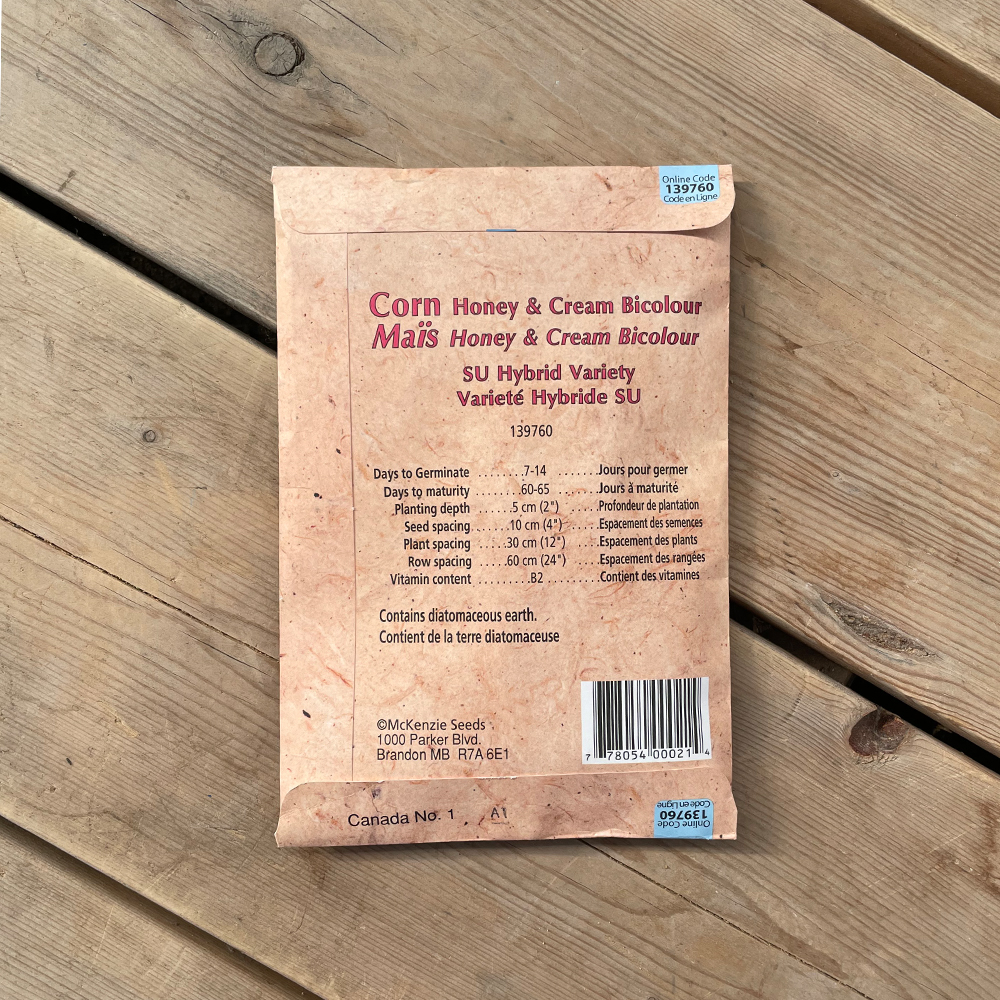 Online Code
139760
Code en Ligne
Corn Honey & Cream Bicolour
Maïs Honey & Cream Bicolour
SU Hybrid Variety
Varieté Hybride SU
139760
Days to Germinate ........7-14 .......Jours pour germer
Days to maturity ........60-65 .......Jours à maturité
Planting depth ......5 cm (2") .....Profondeur de plantation
Seed spacing ......10 cm (4") .....Espacement des semences
Plant spacing .....30 cm (12") ....Espacement des plants
Row spacing .....60 cm (24") ....Espacement des rangées
Vitamin content .........B2 .........Contient des vitamines
Contains diatomaceous earth.
Contient de la terre diatomaceuse
©McKenzie Seeds
1000 Parker Blvd.
Brandon MB R7A 6E1
7 78054 00021 4
Canada No. 1 A1
Online Code
139760
Code en Ligne